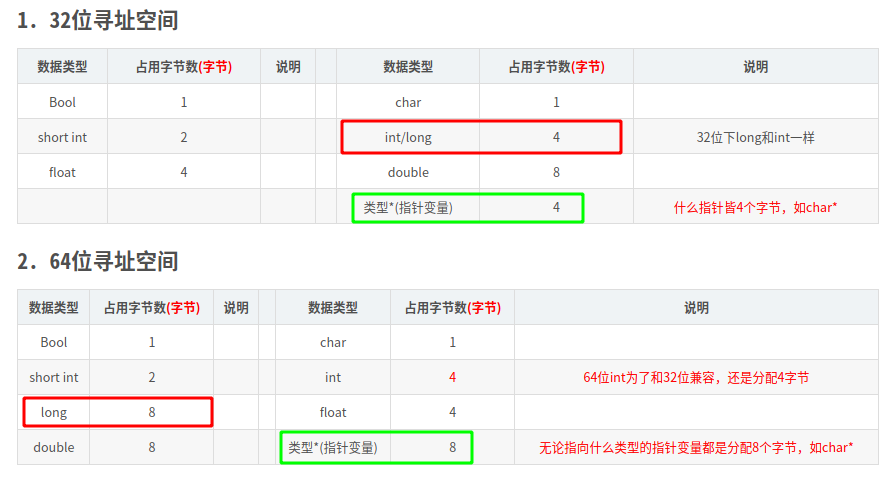 1．32位寻址空间
数据类型 占用字节数(字节) 说明 数据类型 占用字节数(字节) 说明
Bool 1 char 1
short int 2 int/long 4 32位下long和int一样
float 4 double 8
类型*(指针变量) 4 什么指针皆4个字节，如char*
2．64位寻址空间
数据类型 占用字节数(字节) 说明 数据类型 占用字节数(字节) 说明
Bool 1 char 1
short int 2 int 4 64位int为了和32位兼容，还是分配4字节
long 8 float 4
double 8 类型*(指针变量) 8 无论指向什么类型的指针变量都是分配8个字节，如char*